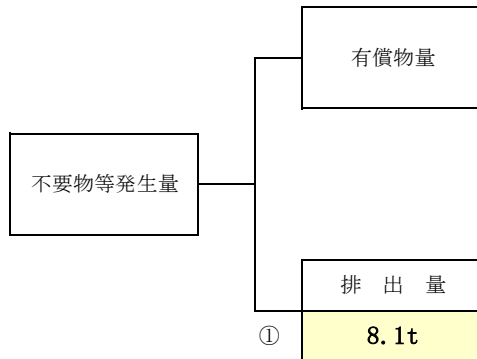 有償物量
不要物等発生量
排 出 量
① 8.1t